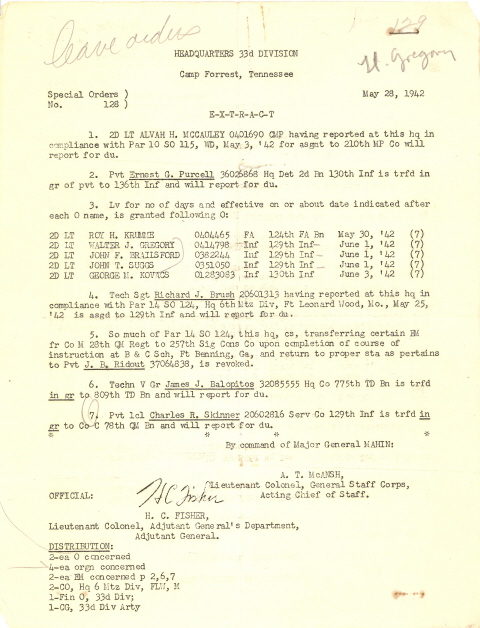 leave orders
128
W. Gregory
HEADQUARTERS 33d DIVISION
Camp Forrest, Tennessee
Special Orders )
No. 128 )
May 28, 1942
E-X-T-R-A-C-T
1. 2D LT ALVAH H. MCCAULEY 0401690 CMP having reported at this hq in
compliance with Par 10 SO 115, WD, May 3, '42 for asgmt to 210th MP Co will
report for du.
2. Pvt Ernest G. Purcell 36026868 Hq Det 2d Bn 130th Inf is trfd in
gr of pvt to 136th Inf and will report for du.
3. Lv for no of days and effective on or about date indicated after
each O name, is granted following O:
2D LT ROY H. KRUMME 0404465 FA 124th FA Bn May 30, '42 (7)
2D LT WALTER J. GREGORY 0414798 Inf 129th Inf June 1, '42 (7)
2D LT JOHN F. BRAILSFORD 0382244 Inf 129th Inf June 1, '42 (7)
2D LT JOHN T. SUGGS 0351050 Inf 129th Inf June 1, '42 (7)
2D LT GEORGE M. KOVACS 01283083 Inf 130th Inf June 3, '42 (7)
4. Tech Sgt Richard J. Brush 20601313 having reported at this hq in
compliance with Par 14 SO 124, Hq 6th Mtz Div, Ft Leonard Wood, Mo., May 25,
'42 is asgd to 129th Inf and will report for du.
5. So much of Par 14 SO 124, this hq, cs, transferring certain EM
fr Co M 28th QM Regt to 257th Sig Cons Co upon completion of course of
instruction at B & C Sch, Ft Benning, Ga, and return to proper sta as pertains
to Pvt J. B. Ridout 37064838, is revoked.
6. Techn V Gr James J. Balopitos 32085555 Hq Co 775th TD Bn is trfd
in gr to 809th TD Bn and will report for du.
7. Pvt 1cl Charles R. Skinner 20602816 Serv Co 129th Inf is trfd in
gr to Co C 78th QM Bn and will report for du.
* * * * *
By command of Major General MAHIN:
A. T. McANSH,
Lieutenant Colonel, General Staff Corps,
Acting Chief of Staff.
OFFICIAL:
H C Fisher
H. C. FISHER,
Lieutenant Colonel, Adjutant General's Department,
Adjutant General.
DISTRIBUTION:
2-ea O concerned
4-ea orgn concerned
2-ea EM concerned p 2,6,7
2-CO, Hq 6 Mtz Div, FLW, M
1-Fin O, 33d Div;
1-CG, 33d Div Arty